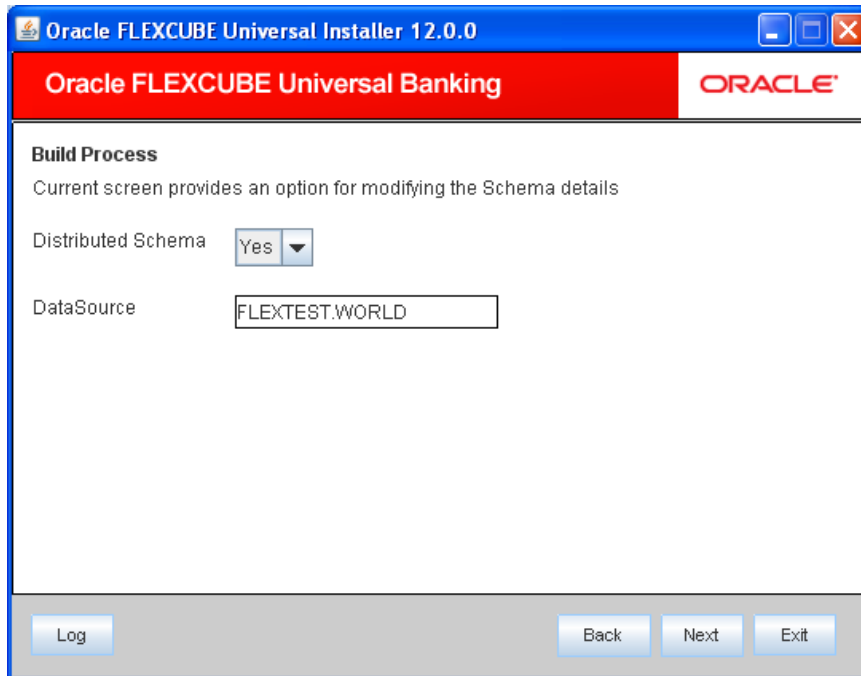 Oracle FLEXCUBE Universal Installer 12.0.0
Oracle FLEXCUBE Universal Banking
ORACLE
Build Process
Current screen provides an option for modifying the Schema details
Distributed Schema Yes
DataSource FLEXTEST.WORLD
Log Back Next Exit